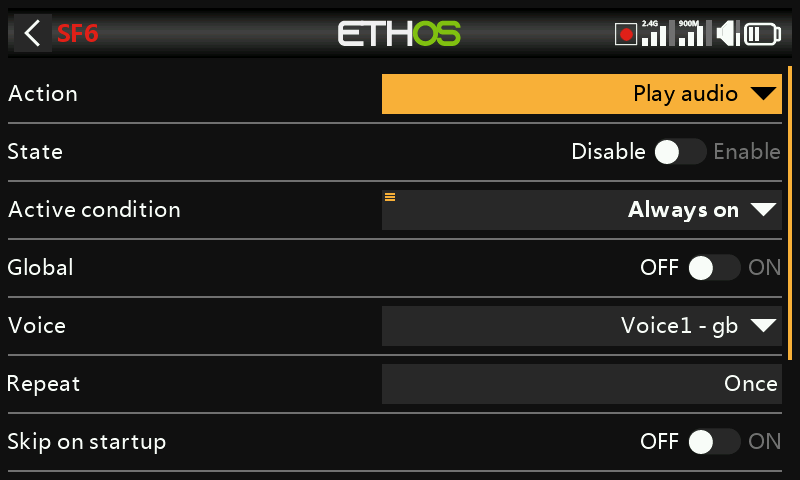 SF6
ETHOS
2.4G 900M
Action Play audio
State Disable Enable
Active condition Always on
Global OFF ON
Voice Voice1 - gb
Repeat Once
Skip on startup OFF ON